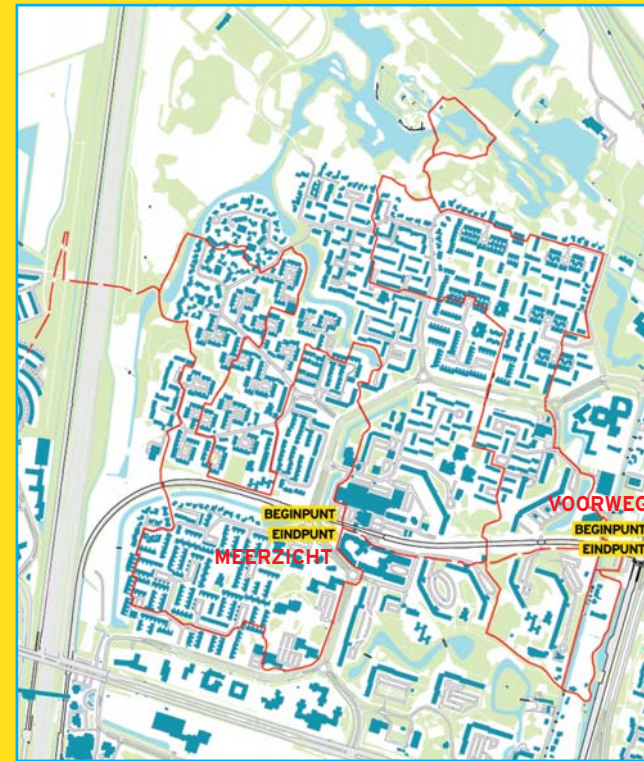 VOORWEG
BEGINPUNT
EINDPUNT
MEERZICHT
BEGINPUNT
EINDPUNT